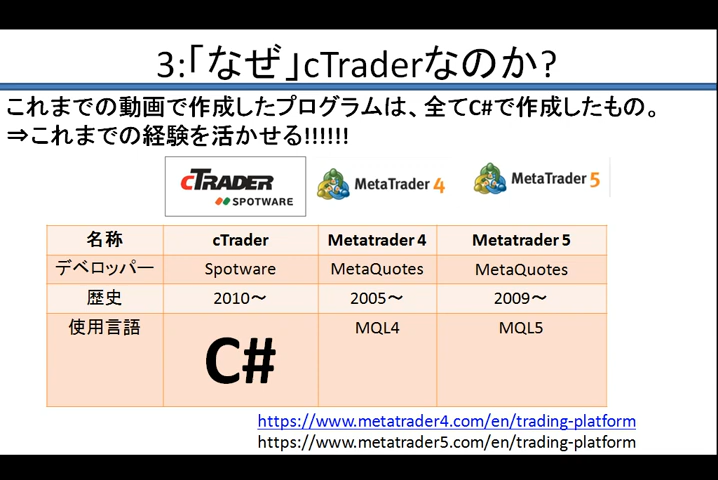 3:「なぜ」cTraderなのか?
これまでの動画で作成したプログラムは、全てC#で作成したもの。
⇒これまでの経験を活かせる!!!!!!
cTRADER
SPOTWARE
MetaTrader 4
MetaTrader 5
名称 cTrader Metatrader 4 Metatrader 5
デベロッパー Spotware MetaQuotes MetaQuotes
歴史 2010～ 2005～ 2009～
使用言語 C# MQL4 MQL5
https://www.metatrader4.com/en/trading-platform
https://www.metatrader5.com/en/trading-platform